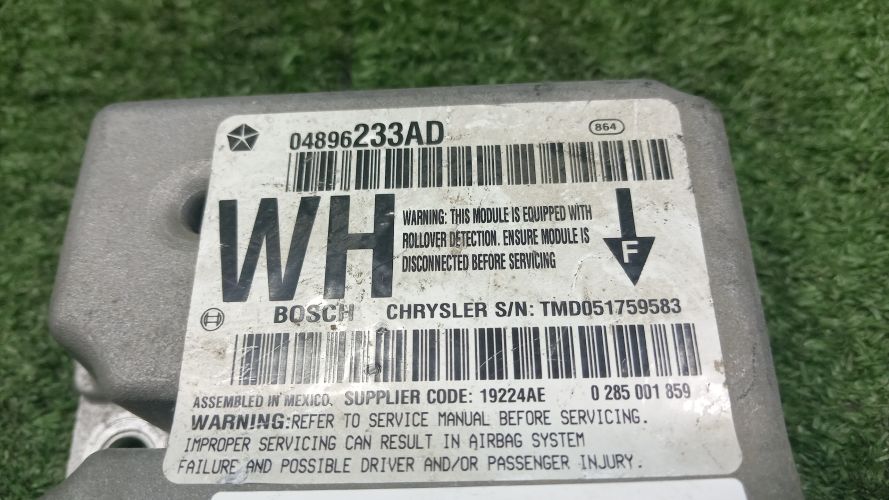 04896233AD 864
WH
WARNING: THIS MODULE IS EQUIPPED WITH
ROLLOVER DETECTION. ENSURE MODULE IS
DISCONNECTED BEFORE SERVICING
F
BOSCH CHRYSLER S/N: TMD051759583
ASSEMBLED IN MEXICO. SUPPLIER CODE: 19224AE 0 285 001 859
WARNING:REFER TO SERVICE MANUAL BEFORE SERVICING.
IMPROPER SERVICING CAN RESULT IN AIRBAG SYSTEM
FAILURE AND POSSIBLE DRIVER AND/OR PASSENGER INJURY.